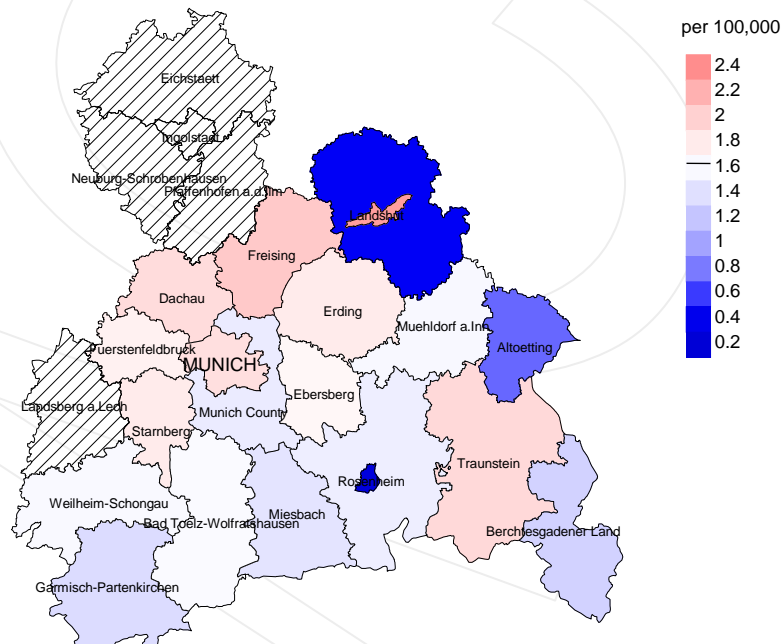 per 100,000
2.4
2.2
2
1.8
1.6
1.4
1.2
1
0.8
0.6
0.4
0.2
Eichstaett
Ingolstadt
Neuburg-Schrobenhausen
Pfaffenhofen a.d.Ilm
Landshut
Freising
Dachau
Erding
Muehldorf a.Inn
Altoetting
Fuerstenfeldbruck
MUNICH
Ebersberg
Landsberg a.Lech
Munich County
Starnberg
Traunstein
Rosenheim
Weilheim-Schongau
Miesbach
Bad Toelz-Wolfratshausen
Berchtesgadener Land
Garmisch-Partenkirchen